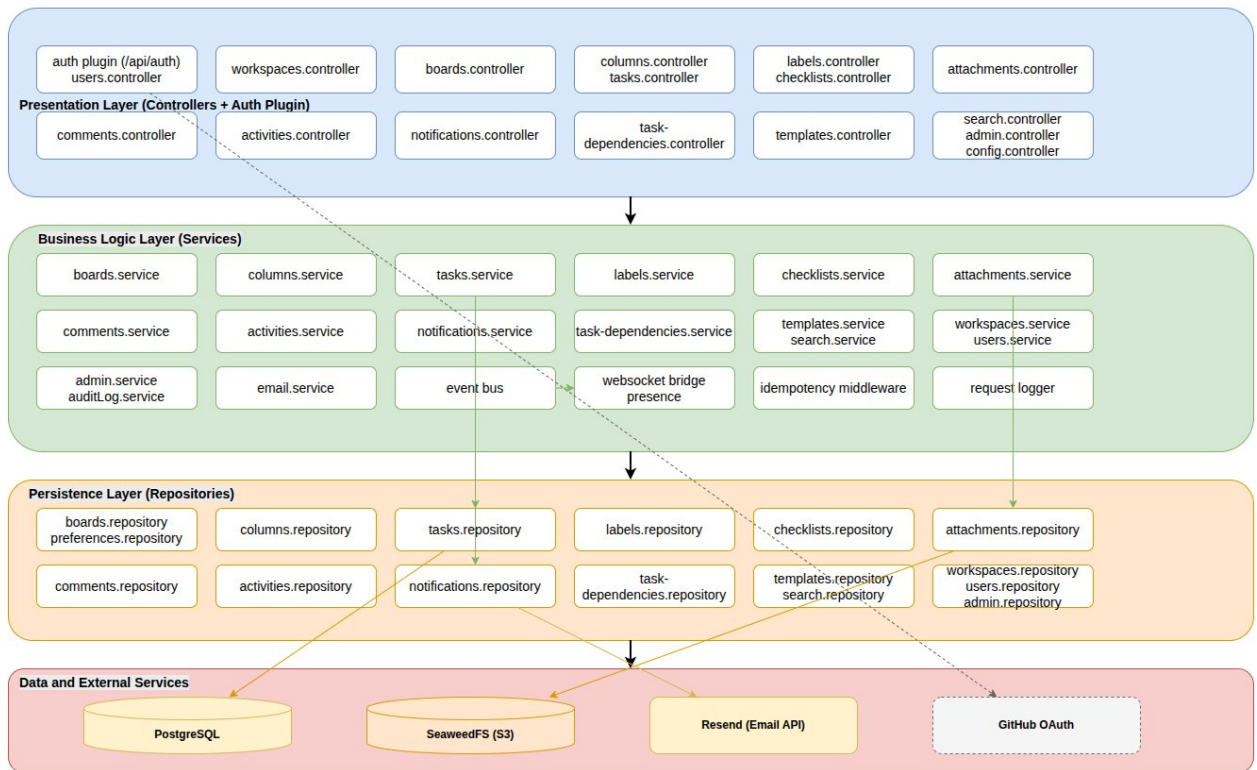 auth plugin (/api/auth)
users.controller
workspaces.controller
boards.controller
columns.controller
tasks.controller
labels.controller
checklists.controller
attachments.controller
Presentation Layer (Controllers + Auth Plugin)
comments.controller
activities.controller
notifications.controller
task-
dependencies.controller
templates.controller
search.controller
admin.controller
config.controller
Business Logic Layer (Services)
boards.service
columns.service
tasks.service
labels.service
checklists.service
attachments.service
comments.service
activities.service
notifications.service
task-dependencies.service
templates.service
search.service
workspaces.service
users.service
admin.service
auditLog.service
email.service
event bus
websocket bridge
presence
idempotency middleware
request logger
Persistence Layer (Repositories)
boards.repository
preferences.repository
columns.repository
tasks.repository
labels.repository
checklists.repository
attachments.repository
comments.repository
activities.repository
notifications.repository
task-
dependencies.repository
templates.repository
search.repository
workspaces.repository
users.repository
admin.repository
Data and External Services
PostgreSQL
SeaweedFS (S3)
Resend (Email API)
GitHub OAuth